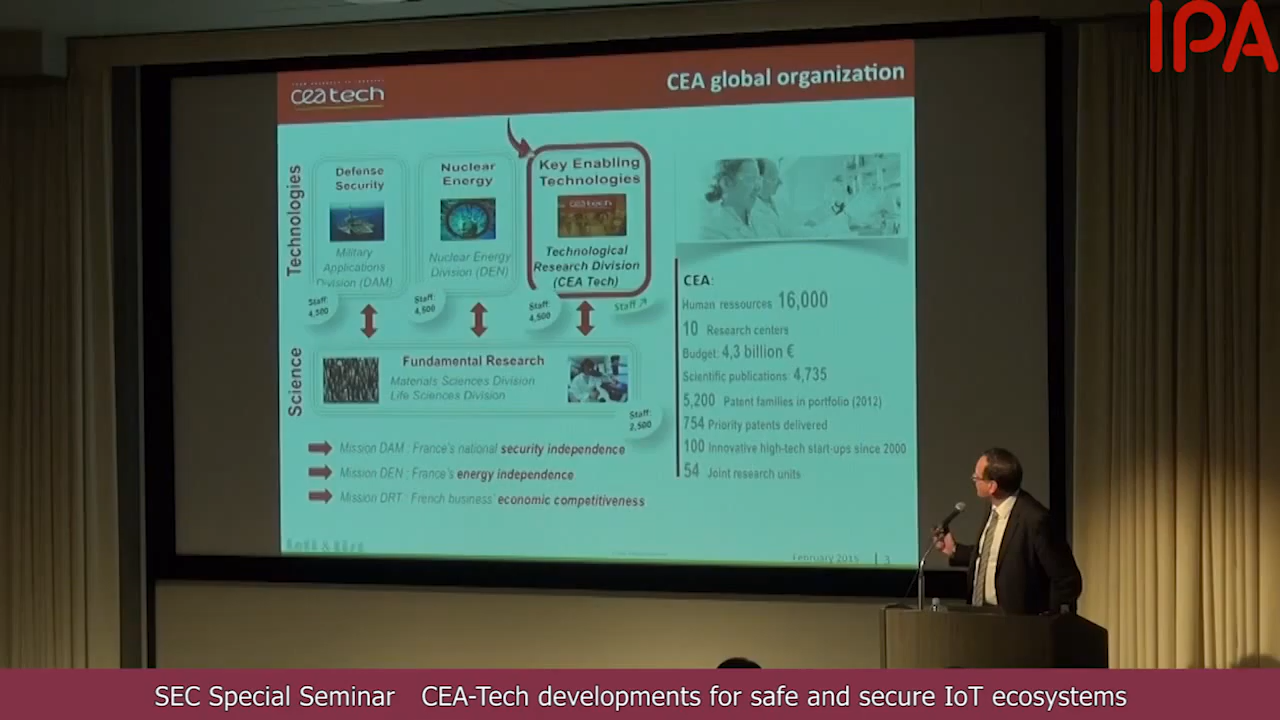 IPA
ceatech
CEA global organization
Technologies
Defense
Security
Military
Applications
Division (DAM)
Staff:
4,500
Nuclear
Energy
Nuclear Energy
Division (DEN)
Staff:
4,500
Key Enabling
Technologies
ceatech
Technological
Research Division
(CEA Tech)
Staff:
4,500
Staff ↗
Science
Fundamental Research
Materials Sciences Division
Life Sciences Division
Staff:
2,500
Mission DAM : France's national security independence
Mission DEN : France's energy independence
Mission DRT : French business' economic competitiveness
CEA:
Human ressources 16,000
10 Research centers
Budget: 4,3 billion €
Scientific publications: 4,735
5,200 Patent families in portfolio (2012)
754 Priority patents delivered
100 Innovative high-tech start-ups since 2000
54 Joint research units
February 2015 | 3
SEC Special Seminar CEA-Tech developments for safe and secure IoT ecosystems